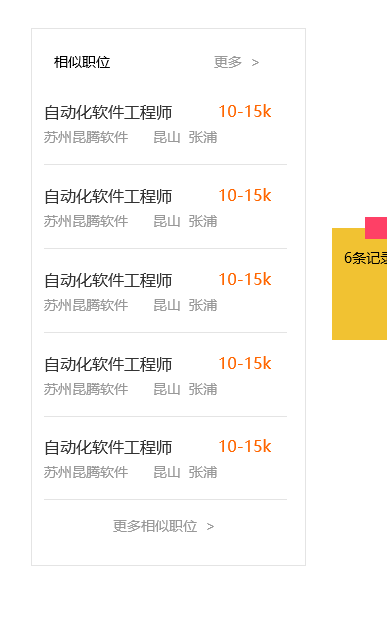 相似职位 更多 >
自动化软件工程师 10-15k
苏州昆腾软件 昆山 张浦
自动化软件工程师 10-15k
苏州昆腾软件 昆山 张浦
自动化软件工程师 10-15k
苏州昆腾软件 昆山 张浦
自动化软件工程师 10-15k
苏州昆腾软件 昆山 张浦
自动化软件工程师 10-15k
苏州昆腾软件 昆山 张浦
更多相似职位 >
6条记录